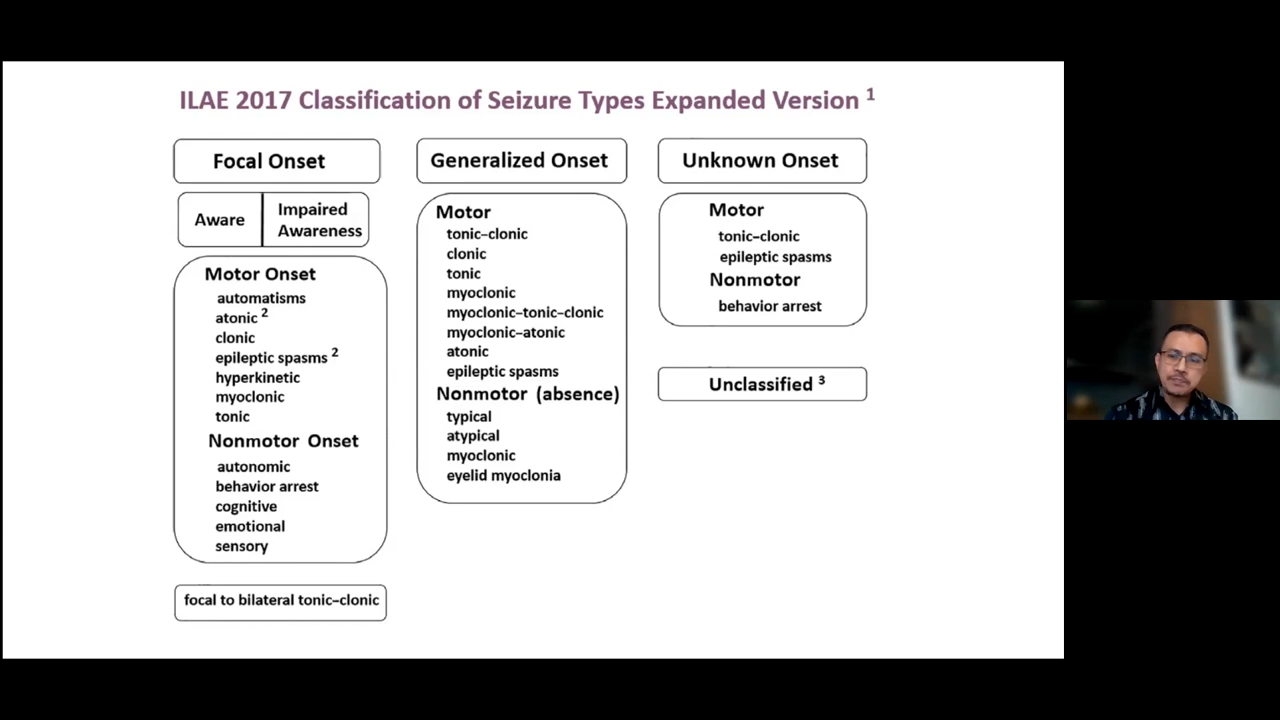 ILAE 2017 Classification of Seizure Types Expanded Version 1
Focal Onset
Aware
Impaired
Awareness
Motor Onset
automatisms
atonic 2
clonic
epileptic spasms 2
hyperkinetic
myoclonic
tonic
Nonmotor Onset
autonomic
behavior arrest
cognitive
emotional
sensory
focal to bilateral tonic–clonic
Generalized Onset
Motor
tonic–clonic
clonic
tonic
myoclonic
myoclonic–tonic–clonic
myoclonic–atonic
atonic
epileptic spasms
Nonmotor (absence)
typical
atypical
myoclonic
eyelid myoclonia
Unknown Onset
Motor
tonic–clonic
epileptic spasms
Nonmotor
behavior arrest
Unclassified 3